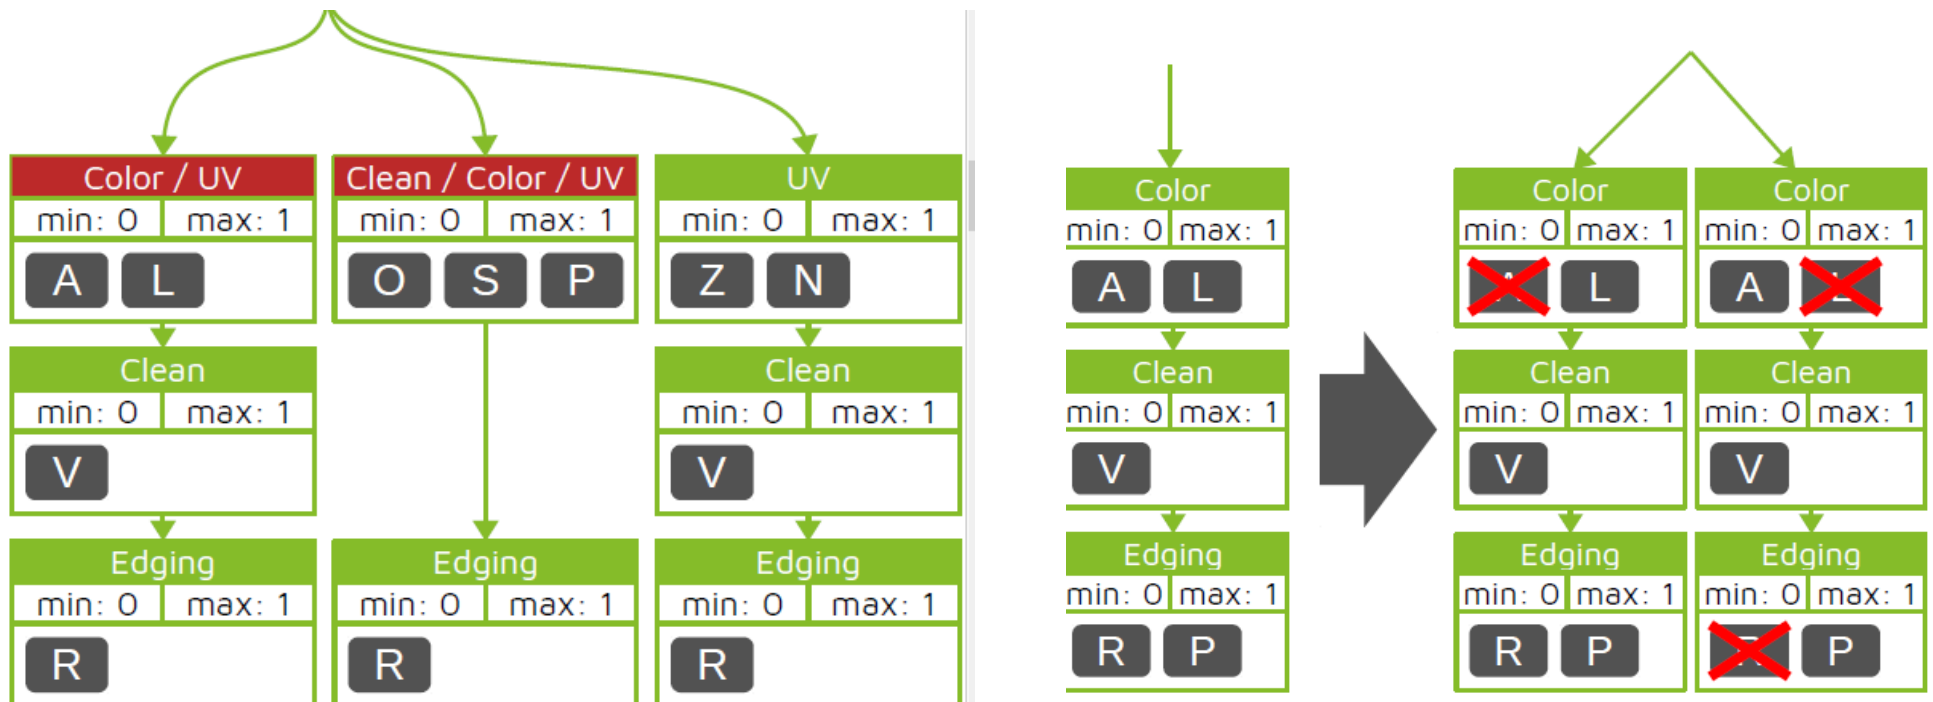 Color / UV
min: 0 max: 1
A L
Clean
min: 0 max: 1
V
Edging
min: 0 max: 1
R
Clean / Color / UV
min: 0 max: 1
O S P
Edging
min: 0 max: 1
R
UV
min: 0 max: 1
Z N
Clean
min: 0 max: 1
V
Edging
min: 0 max: 1
R
Color
min: 0 max: 1
A L
Clean
min: 0 max: 1
V
Edging
min: 0 max: 1
R P
Color
min: 0 max: 1
L
Clean
min: 0 max: 1
V
Edging
min: 0 max: 1
R P
Color
min: 0 max: 1
A
Clean
min: 0 max: 1
V
Edging
min: 0 max: 1
P